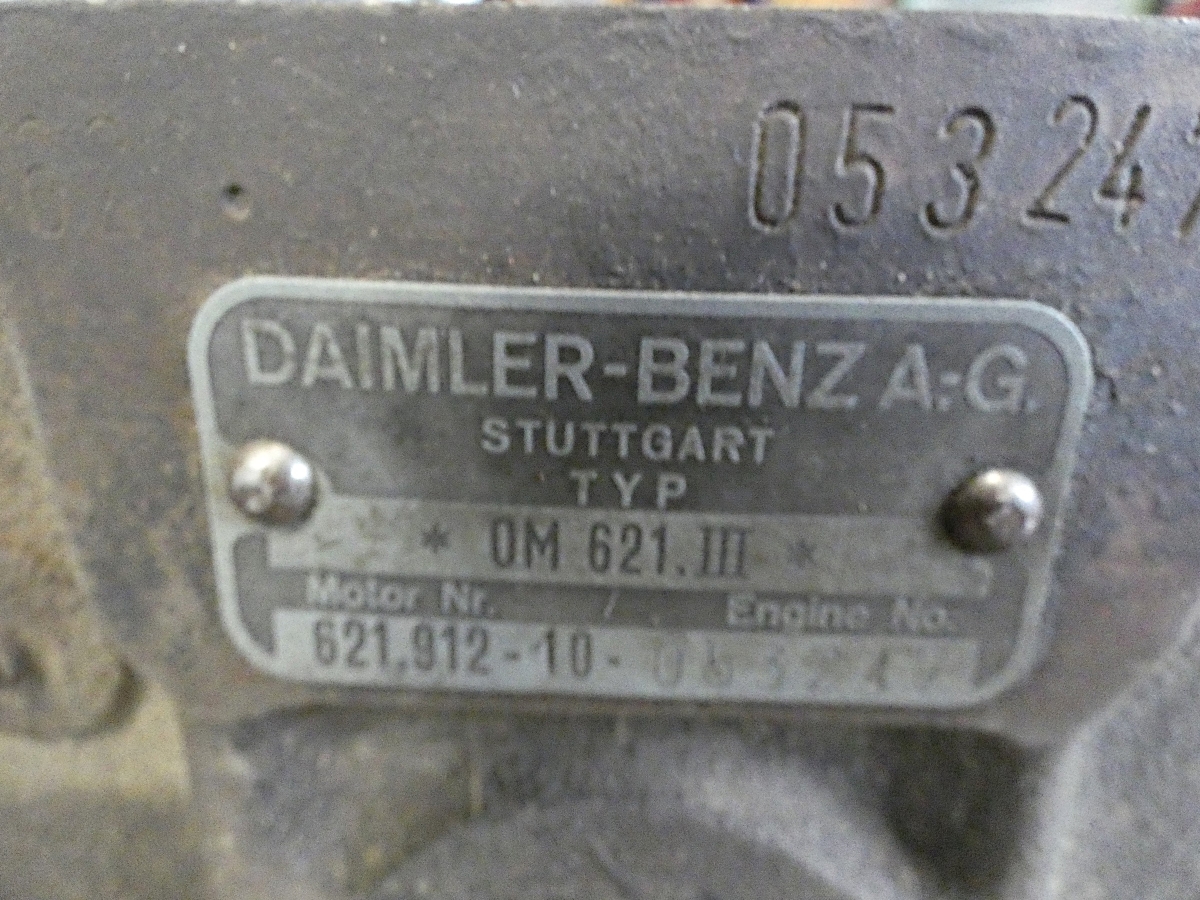 05324
DAIMLER-BENZ A.-G.
STUTTGART
TYP
* OM 621.III *
Motor Nr. / Engine No.
621.912-10-